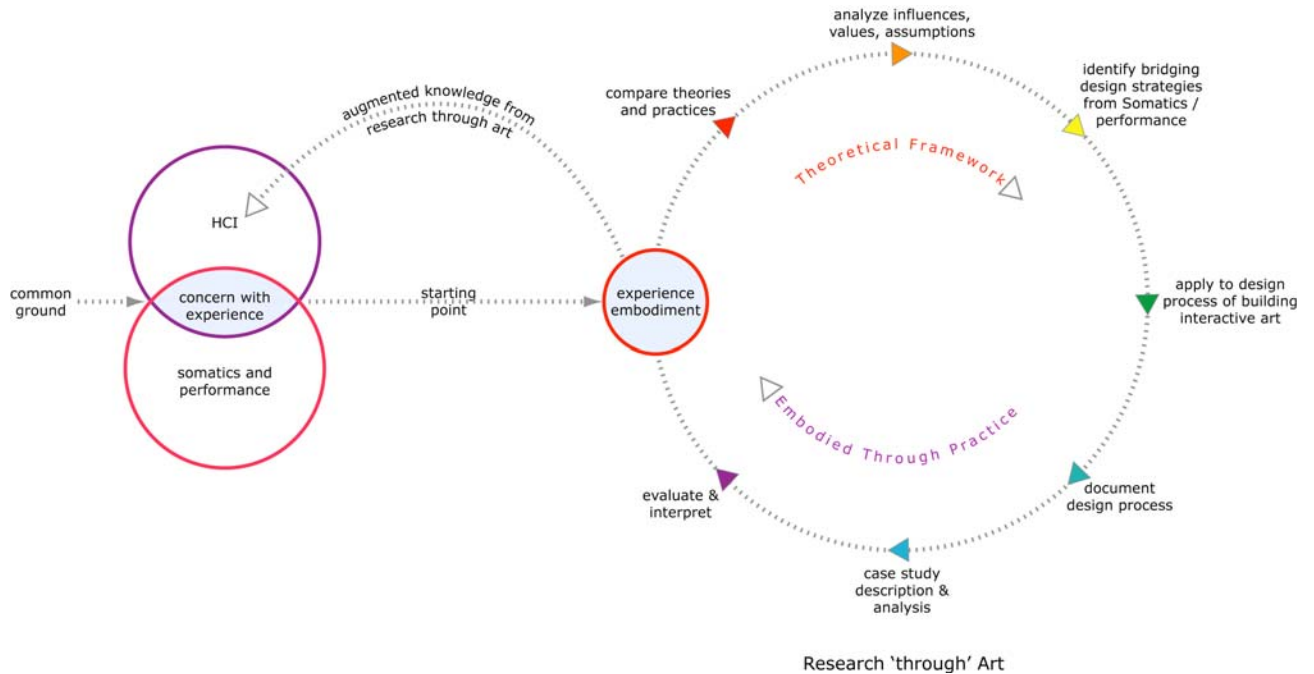 analyze influences,
values, assumptions
compare theories
and practices
identify bridging
design strategies
from Somatics /
performance
augmented knowledge from
research through art
Theoretical Framework
HCI
common
ground
concern with
experience
starting
point
experience
embodiment
apply to design
process of building
interactive art
somatics and
performance
Embodied Through Practice
evaluate &
interpret
document
design process
case study
description &
analysis
Research ‘through’ Art